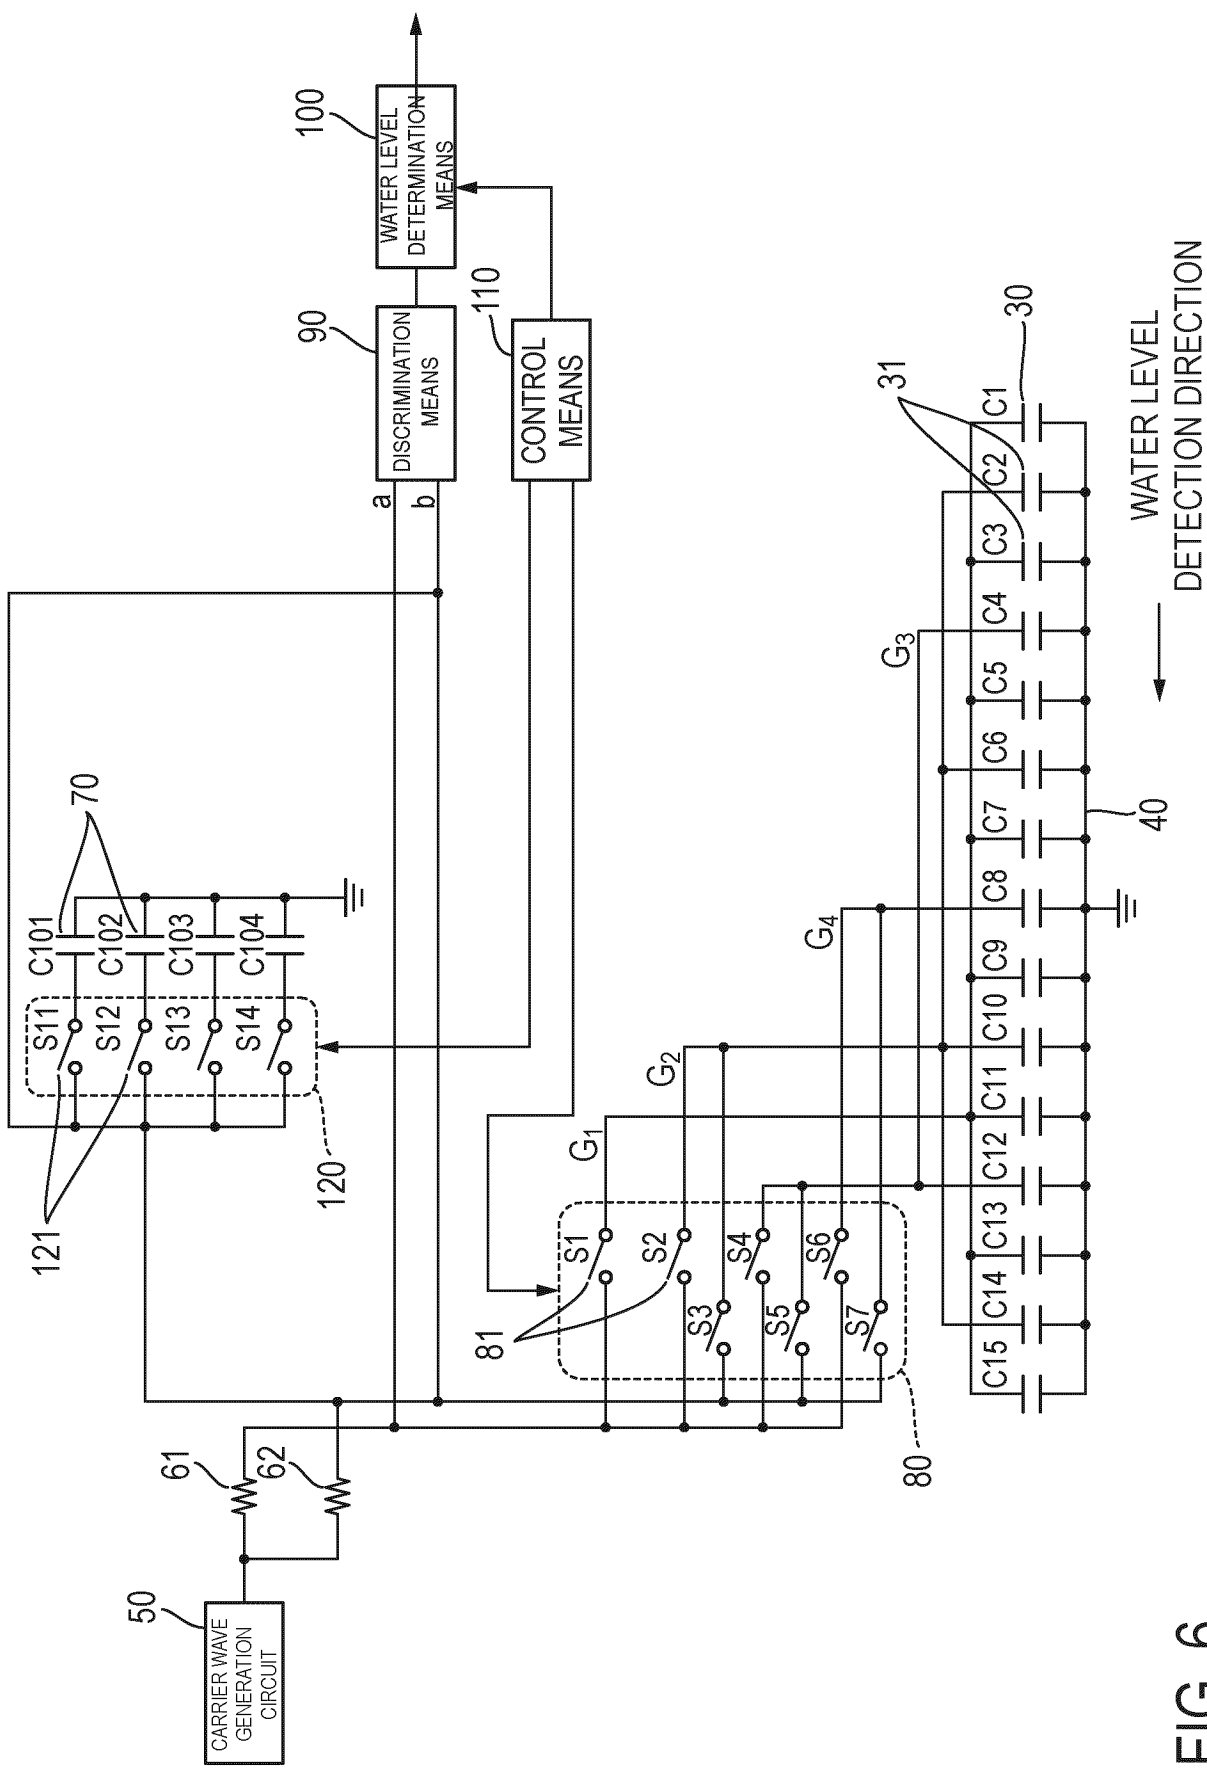 CARRIER WAVE
GENERATION
CIRCUIT
50
61
62
121
120
S11
S12
S13
S14
C101
C102
C103
C104
70
a
b
DISCRIMINATION
MEANS
90
WATER LEVEL
DETERMINATION
MEANS
100
CONTROL
MEANS
110
81
80
S1
S2
S3
S4
S5
S6
S7
G1
G2
G3
G4
C15
C14
C13
C12
C11
C10
C9
C8
C7
C6
C5
C4
C3
C2
C1
31
30
40
WATER LEVEL
DETECTION DIRECTION
FIG. 6